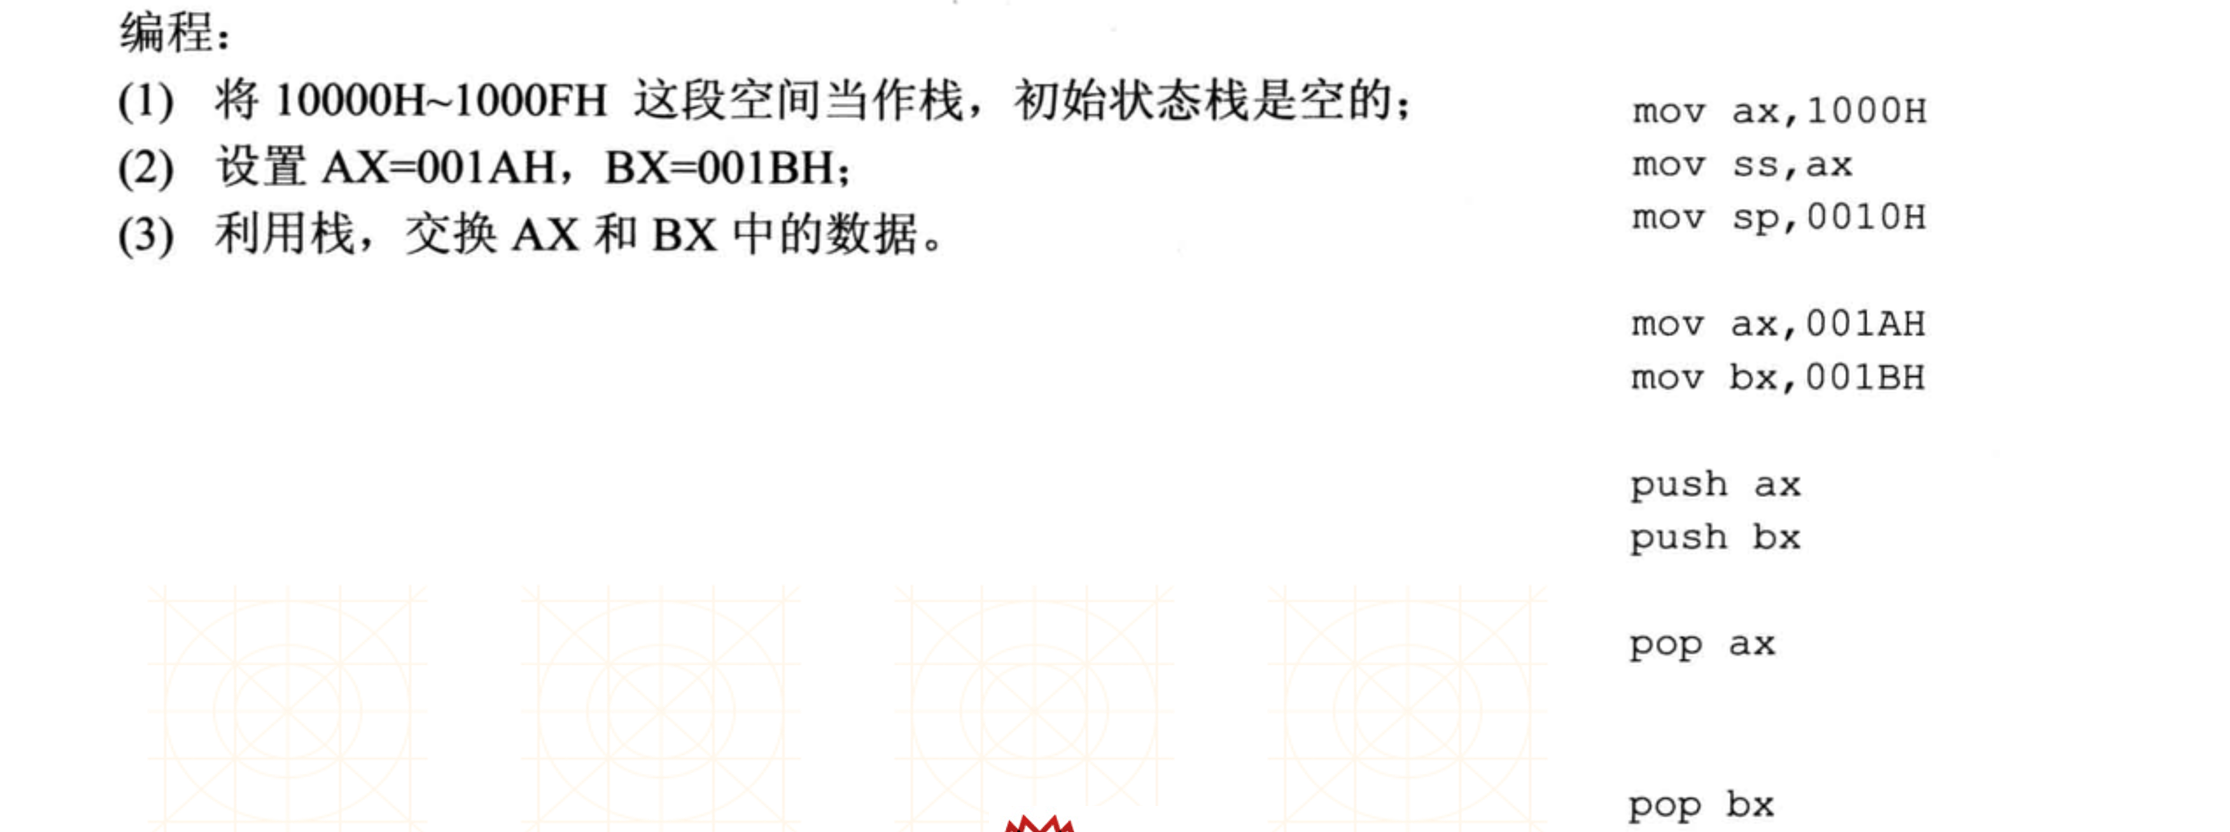 编程：
(1) 将 10000H~1000FH 这段空间当作栈，初始状态栈是空的；
(2) 设置 AX=001AH，BX=001BH；
(3) 利用栈，交换 AX 和 BX 中的数据。
mov ax,1000H
mov ss,ax
mov sp,0010H
mov ax,001AH
mov bx,001BH
push ax
push bx
pop ax
pop bx